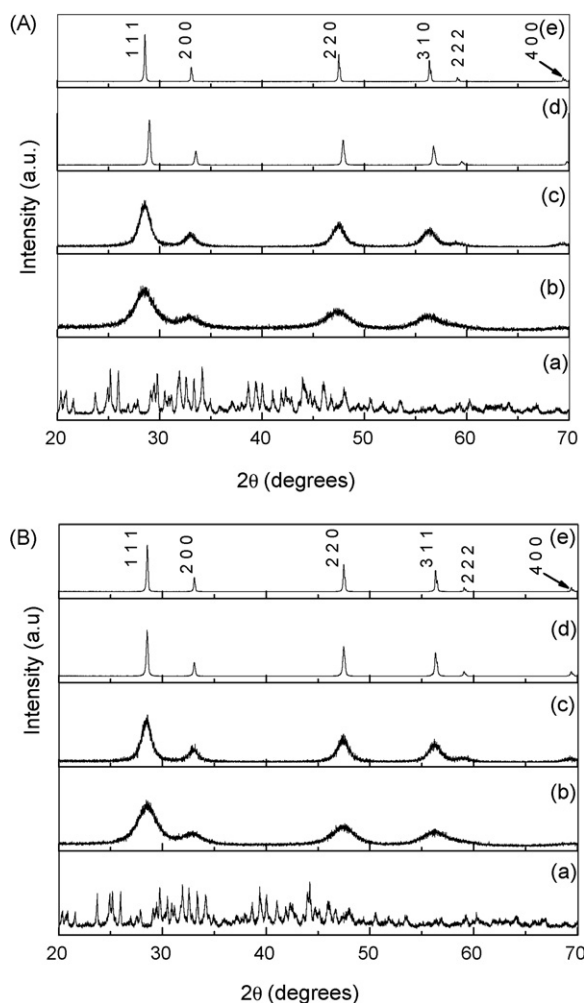 (A)
1 1 1
2 0 0
2 2 0
3 1 0
2 2 2
4 0 0
(e)
(d)
(c)
(b)
(a)
Intensity (a.u.)
20 30 40 50 60 70
2θ (degrees)
(B)
1 1 1
2 0 0
2 2 0
3 1 1
2 2 2
4 0 0
(e)
(d)
(c)
(b)
(a)
Intensity (a.u)
20 30 40 50 60 70
2θ (degrees)